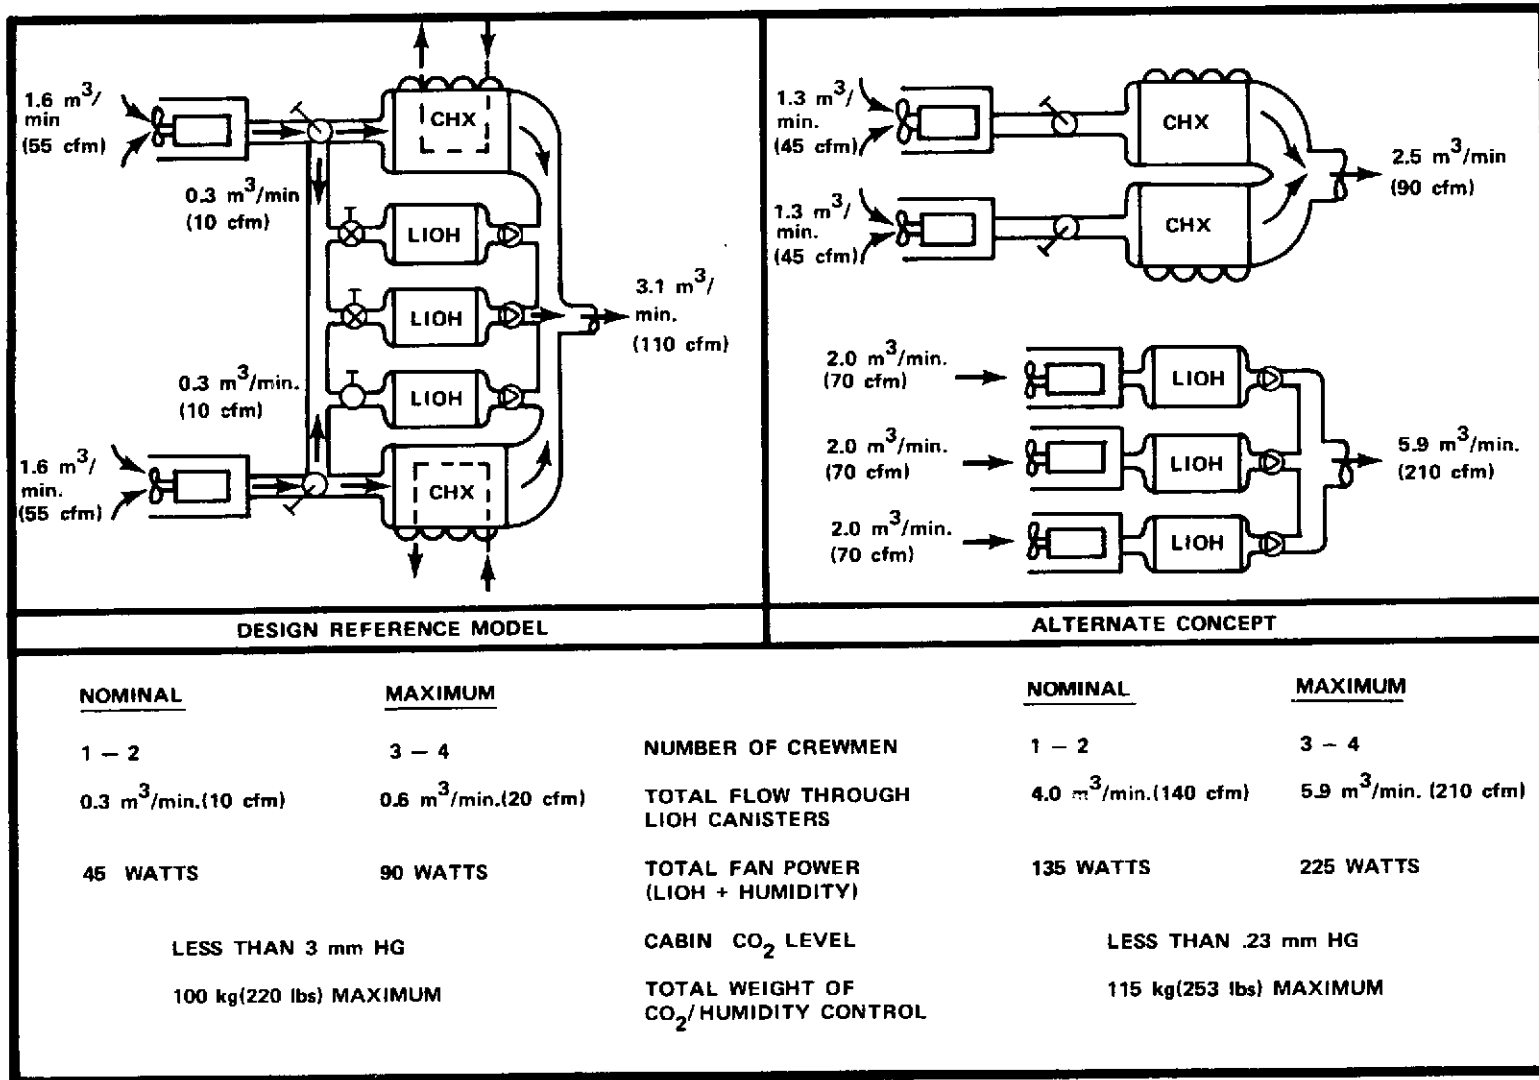 1.6 m³/
min
(55 cfm)
CHX
0.3 m³/min
(10 cfm)
LIOH
LIOH
3.1 m³/
min.
(110 cfm)
0.3 m³/min.
(10 cfm)
LIOH
1.6 m³/
min.
(55 cfm)
CHX
1.3 m³/
min.
(45 cfm)
CHX
2.5 m³/min
(90 cfm)
1.3 m³/
min.
(45 cfm)
CHX
2.0 m³/min.
(70 cfm)
LIOH
2.0 m³/min.
(70 cfm)
LIOH
5.9 m³/min.
(210 cfm)
2.0 m³/min.
(70 cfm)
LIOH
DESIGN REFERENCE MODEL
ALTERNATE CONCEPT
NOMINAL MAXIMUM NOMINAL MAXIMUM
1 – 2 3 – 4 NUMBER OF CREWMEN 1 – 2 3 – 4
0.3 m³/min.(10 cfm) 0.6 m³/min.(20 cfm) TOTAL FLOW THROUGH 4.0 m³/min.(140 cfm) 5.9 m³/min. (210 cfm)
LIOH CANISTERS
45 WATTS 90 WATTS TOTAL FAN POWER 135 WATTS 225 WATTS
(LIOH + HUMIDITY)
LESS THAN 3 mm HG CABIN CO₂ LEVEL LESS THAN .23 mm HG
100 kg(220 lbs) MAXIMUM TOTAL WEIGHT OF 115 kg(253 lbs) MAXIMUM
CO₂/HUMIDITY CONTROL